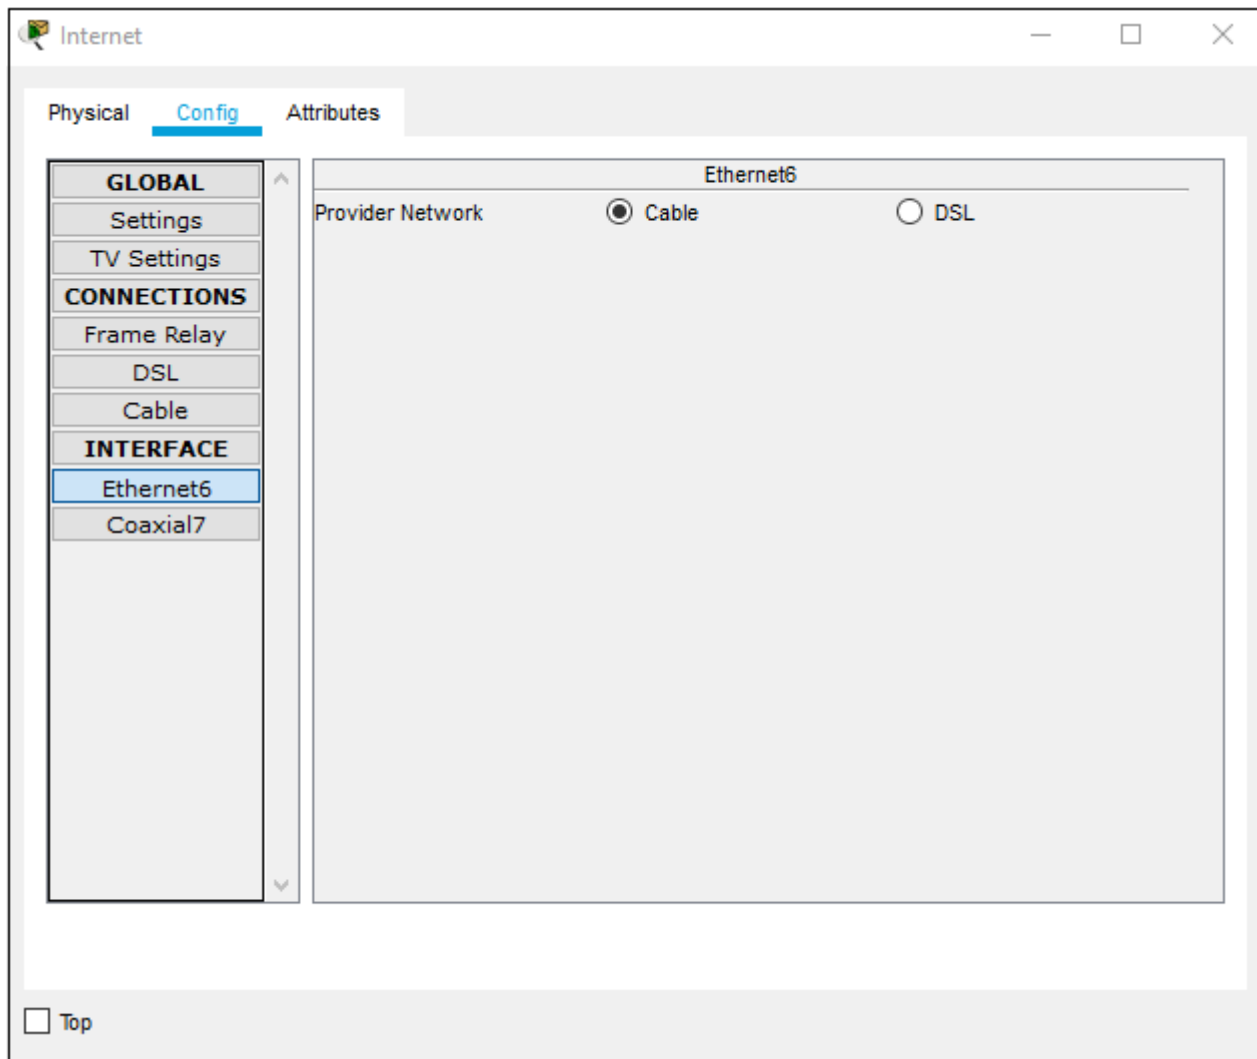 Internet
Physical Config Attributes
GLOBAL
Settings
TV Settings
CONNECTIONS
Frame Relay
DSL
Cable
INTERFACE
Ethernet6
Coaxial7
Ethernet6
Provider Network Cable DSL
Top